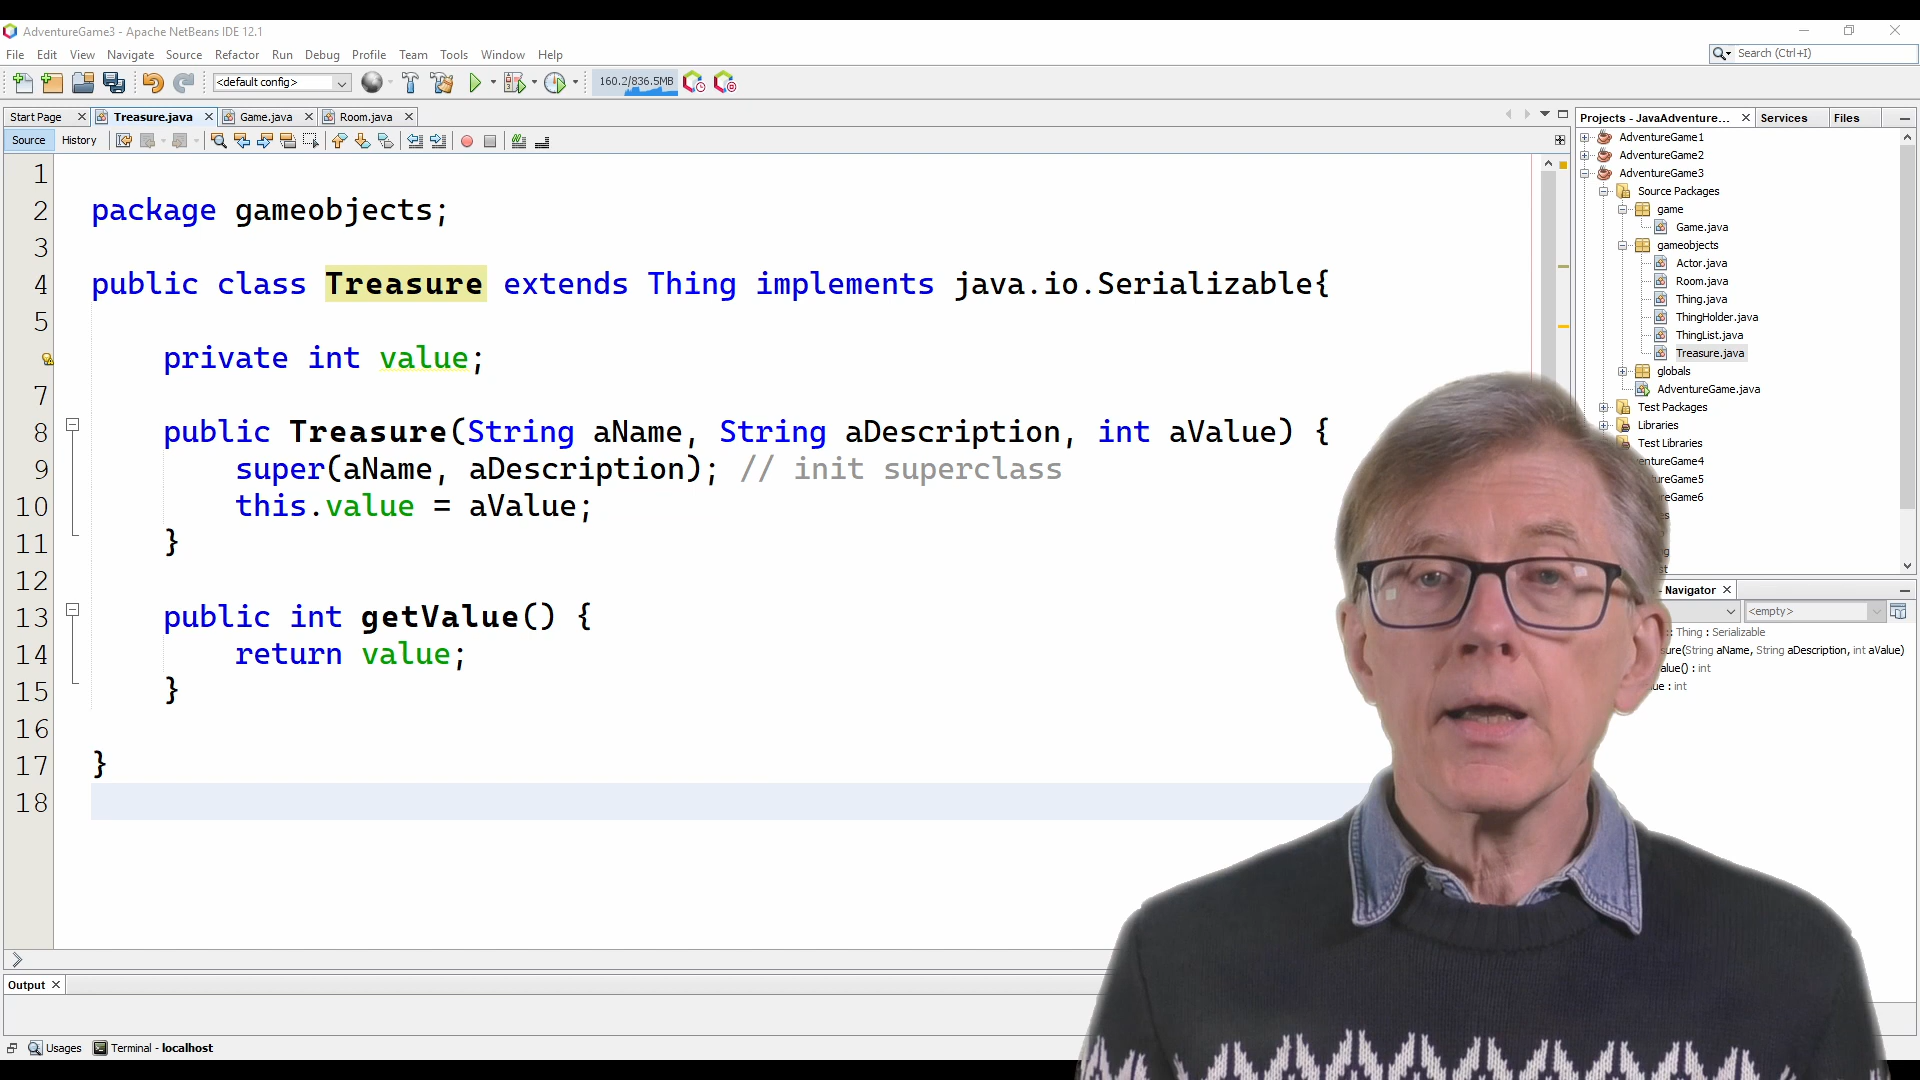 AdventureGame3 - Apache NetBeans IDE 12.1
File Edit View Navigate Source Refactor Run Debug Profile Team Tools Window Help
Search (Ctrl+I)
<default config>
160.2/836.5MB
Start Page Treasure.java Game.java Room.java
Source History
1
2 package gameobjects;
3
4 public class Treasure extends Thing implements java.io.Serializable{
5
private int value;
7
8 public Treasure(String aName, String aDescription, int aValue) {
9 super(aName, aDescription); // init superclass
10 this.value = aValue;
11 }
12
13 public int getValue() {
14 return value;
15 }
16
17 }
18
Output
Usages Terminal - localhost
Projects - JavaAdventure... Services Files
AdventureGame1
AdventureGame2
AdventureGame3
Source Packages
game
Game.java
gameobjects
Actor.java
Room.java
Thing.java
ThingHolder.java
ThingList.java
Treasure.java
globals
AdventureGame.java
Test Packages
Libraries
Test Libraries
entureGame4
ureGame5
reGame6
- Navigator
<empty>
:: Thing : Serializable
sure(String aName, String aDescription, int aValue)
alue() : int
ue : int